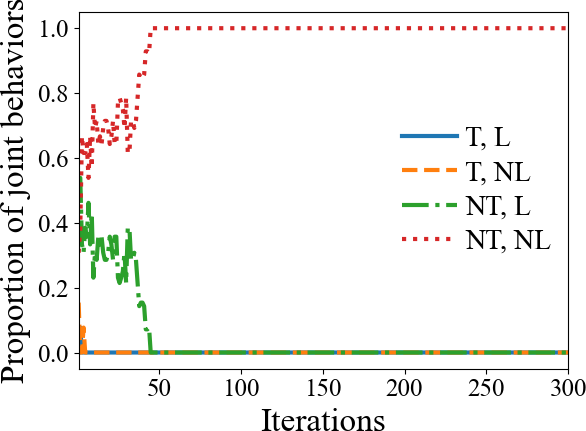 Proportion of joint behaviors
1.0
0.8
0.6
0.4
0.2
0.0
T, L
T, NL
NT, L
NT, NL
50
100
150
200
250
300
Iterations